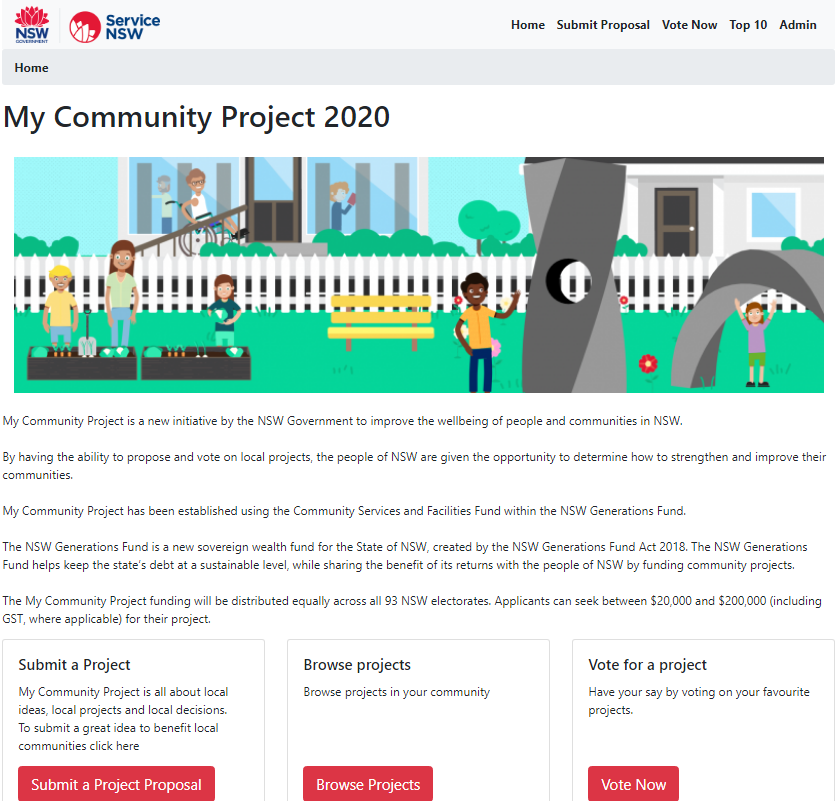 NSW
GOVERNMENT
Service
NSW
Home Submit Proposal Vote Now Top 10 Admin
Home
My Community Project 2020
My Community Project is a new initiative by the NSW Government to improve the wellbeing of people and communities in NSW.
By having the ability to propose and vote on local projects, the people of NSW are given the opportunity to determine how to strengthen and improve their
communities.
My Community Project has been established using the Community Services and Facilities Fund within the NSW Generations Fund.
The NSW Generations Fund is a new sovereign wealth fund for the State of NSW, created by the NSW Generations Fund Act 2018. The NSW Generations
Fund helps keep the state's debt at a sustainable level, while sharing the benefit of its returns with the people of NSW by funding community projects.
The My Community Project funding will be distributed equally across all 93 NSW electorates. Applicants can seek between $20,000 and $200,000 (including
GST, where applicable) for their project.
Submit a Project
My Community Project is all about local
ideas, local projects and local decisions.
To submit a great idea to benefit local
communities click here
Submit a Project Proposal
Browse projects
Browse projects in your community
Browse Projects
Vote for a project
Have your say by voting on your favourite
projects.
Vote Now